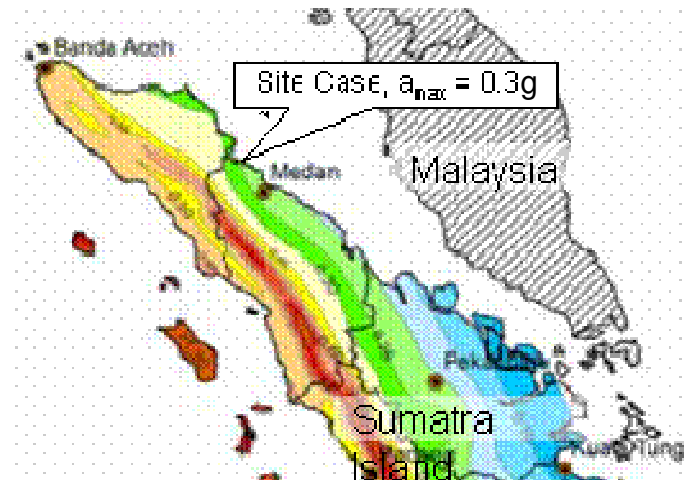 Banda Aceh
Site Case, amax = 0.3g
Medan
Malaysia
Sumatra
Island